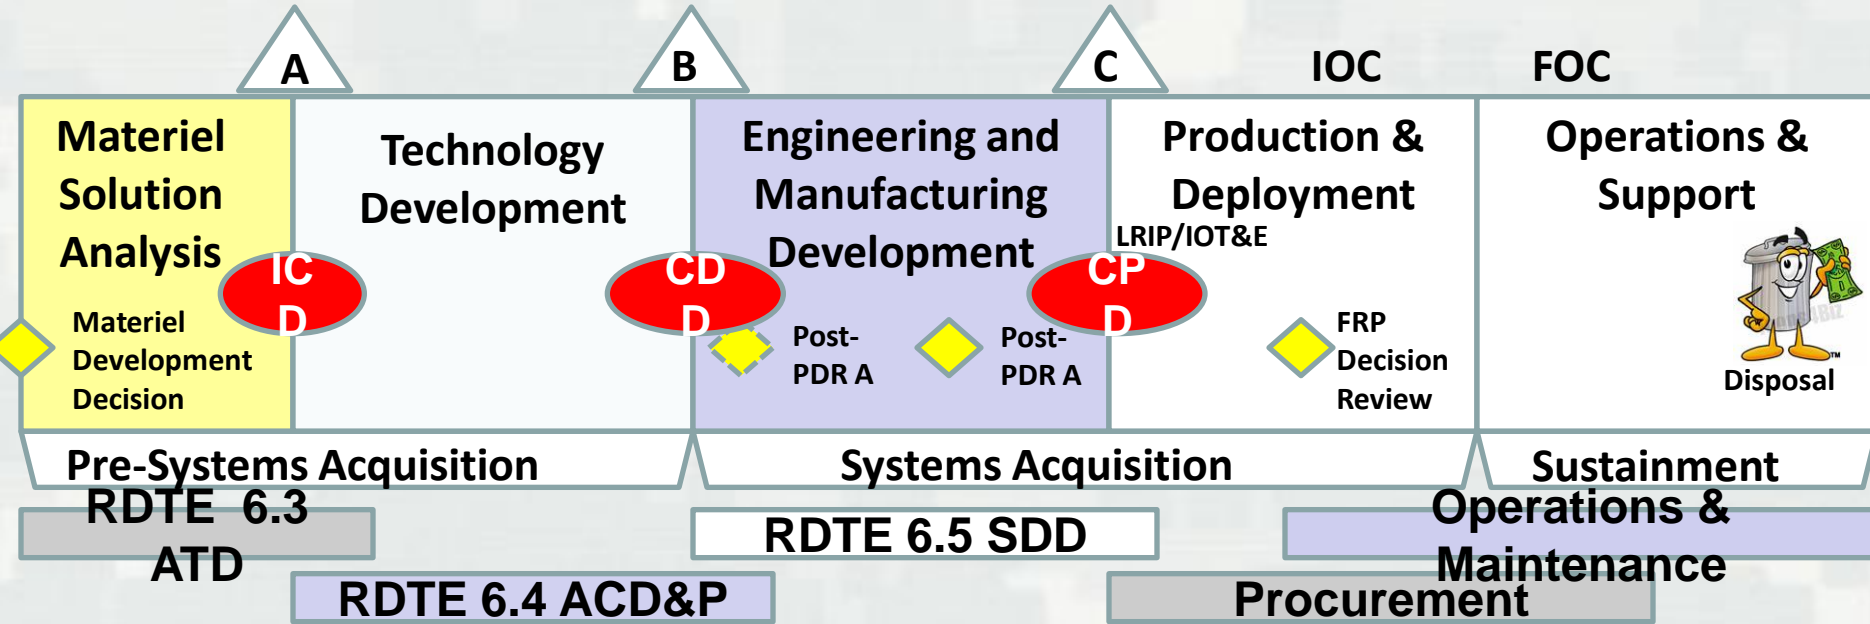 A
B
C
IOC
FOC
Materiel
Solution
Analysis
Technology
Development
Engineering and
Manufacturing
Development
Production &
Deployment
LRIP/IOT&E
Operations &
Support
IC
D
CD
D
CP
D
Materiel
Development
Decision
Post-
PDR A
Post-
PDR A
FRP
Decision
Review
TM
Disposal
Pre-Systems Acquisition
Systems Acquisition
Sustainment
RDTE 6.3
ATD
RDTE 6.5 SDD
Operations &
Maintenance
RDTE 6.4 ACD&P
Procurement